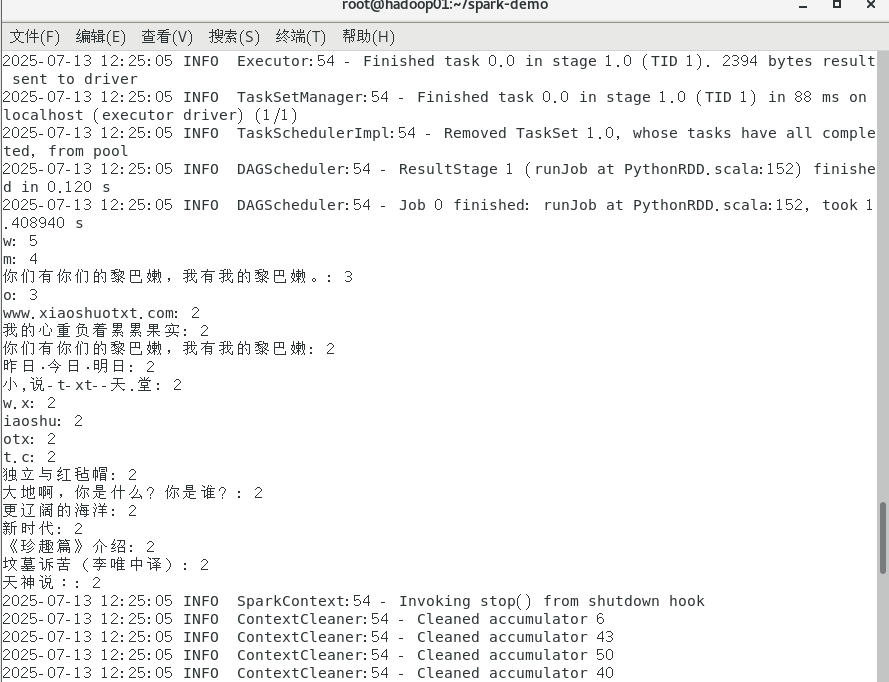 root@hadoop01:~/spark-demo
文件(F) 编辑(E) 查看(V) 搜索(S) 终端(T) 帮助(H)
2025-07-13 12:25:05 INFO  Executor:54 - Finished task 0.0 in stage 1.0 (TID 1). 2394 bytes result
 sent to driver
2025-07-13 12:25:05 INFO  TaskSetManager:54 - Finished task 0.0 in stage 1.0 (TID 1) in 88 ms on
localhost (executor driver) (1/1)
2025-07-13 12:25:05 INFO  TaskSchedulerImpl:54 - Removed TaskSet 1.0, whose tasks have all comple
ted, from pool
2025-07-13 12:25:05 INFO  DAGScheduler:54 - ResultStage 1 (runJob at PythonRDD.scala:152) finishe
d in 0.120 s
2025-07-13 12:25:05 INFO  DAGScheduler:54 - Job 0 finished: runJob at PythonRDD.scala:152, took 1
.408940 s
w: 5
m: 4
你们有你们的黎巴嫩，我有我的黎巴嫩。: 3
o: 3
www.xiaoshuotxt.com: 2
我的心重负着累累果实: 2
你们有你们的黎巴嫩，我有我的黎巴嫩: 2
昨日·今日·明日: 2
小,说-t-xt--天.堂: 2
w.x: 2
iaoshu: 2
otx: 2
t.c: 2
独立与红毡帽: 2
大地啊，你是什么？你是谁？: 2
更辽阔的海洋: 2
新时代: 2
《珍趣篇》介绍: 2
坟墓诉苦（李唯中译）: 2
天神说：: 2
2025-07-13 12:25:05 INFO  SparkContext:54 - Invoking stop() from shutdown hook
2025-07-13 12:25:05 INFO  ContextCleaner:54 - Cleaned accumulator 6
2025-07-13 12:25:05 INFO  ContextCleaner:54 - Cleaned accumulator 43
2025-07-13 12:25:05 INFO  ContextCleaner:54 - Cleaned accumulator 50
2025-07-13 12:25:05 INFO  ContextCleaner:54 - Cleaned accumulator 40